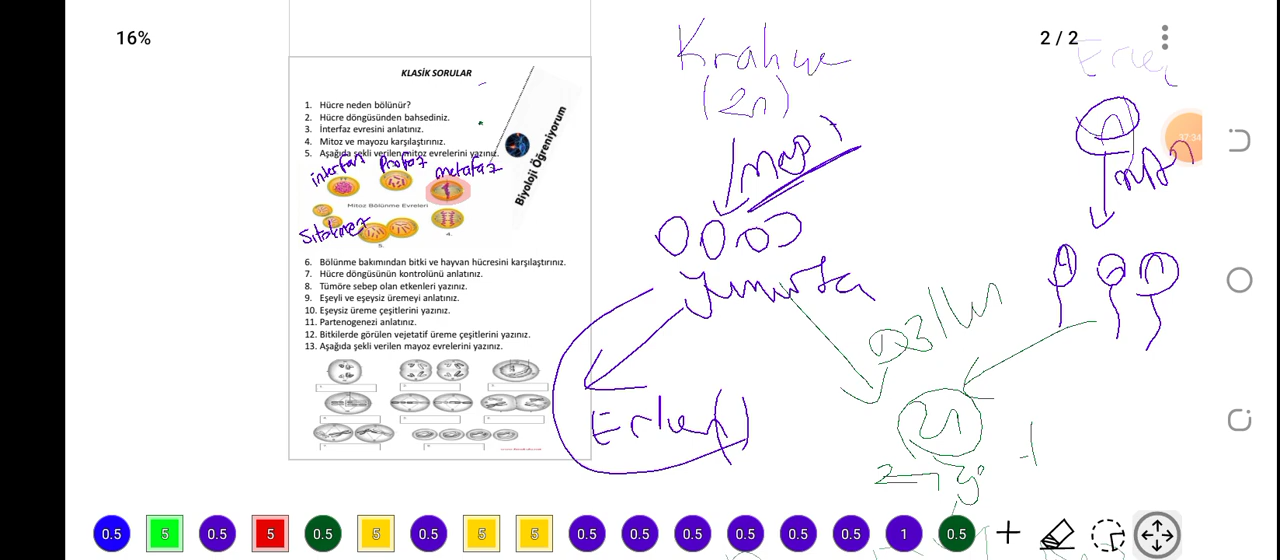 16%
2 / 2
KLASİK SORULAR
1. Hücre neden bölünür?
2. Hücre döngüsünden bahsediniz.
3. İnterfaz evresini anlatınız.
4. Mitoz ve mayozu karşılaştırınız.
5. Aşağıda şekli verilen mitoz evrelerini yazınız.
interfaz Profaz metafaz
Mitoz Bölünme Evreleri
4.
5.
6. Bölünme bakımından bitki ve hayvan hücresini karşılaştırınız.
7. Hücre döngüsünün kontrolünü anlatınız.
8. Tümöre sebep olan etkenleri yazınız.
9. Eşeyli ve eşeysiz üremeyi anlatınız.
10. Eşeysiz üreme çeşitlerini yazınız.
11. Partenogenezi anlatınız.
12. Bitkilerde görülen vejetatif üreme çeşitlerini yazınız.
13. Aşağıda şekli verilen mayoz evrelerini yazınız.
Biyoloji Öğreniyorum
(2n)
Yumurta
37:34
0.5 5 0.5 5 0.5 5 0.5 5 5 0.5 0.5 0.5 0.5 0.5 0.5 1 0.5